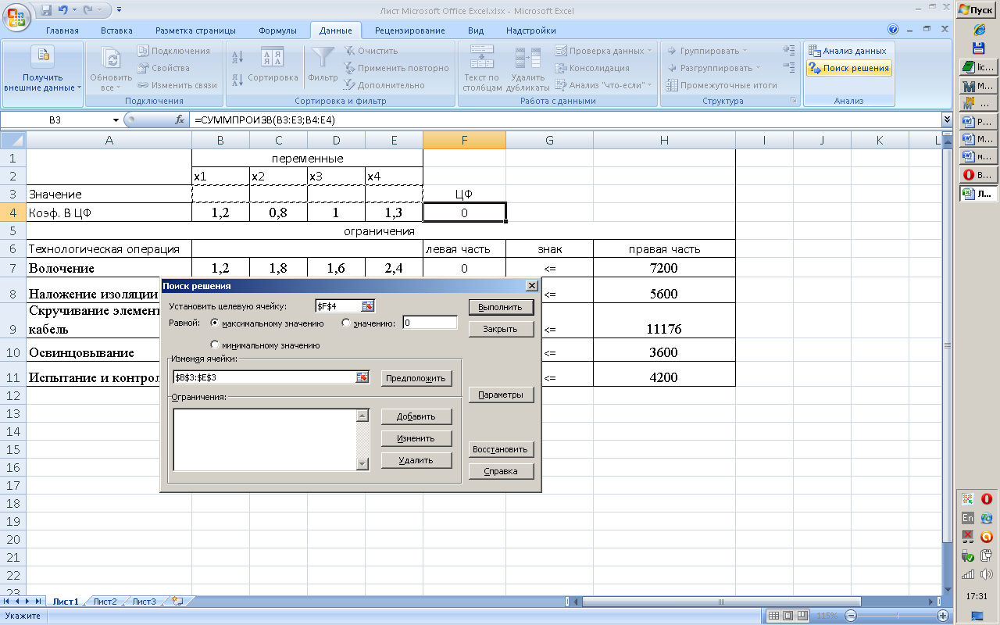 Лист Microsoft Office Excel.xlsx - Microsoft Excel
Пуск
Главная Вставка Разметка страницы Формулы Данные Рецензирование Вид Надстройки
Получить внешние данные
Обновить все
Подключения
Свойства
Изменить связи
Подключения
Сортировка
Фильтр
Очистить
Применить повторно
Дополнительно
Сортировка и фильтр
Текст по столбцам
Удалить дубликаты
Проверка данных
Консолидация
Анализ "что-если"
Работа с данными
Группировать
Разгруппировать
Промежуточные итоги
Структура
Анализ данных
Поиск решения
Анализ
B3 fx =СУММПРОИЗВ(B3:E3;B4:E4)
A B C D E F G H I J K L
1 переменные
2 x1 x2 x3 x4
3 Значение ЦФ
4 Коэф. В ЦФ 1,2 0,8 1 1,3 0
5 ограничения
6 Технологическая операция левая часть знак правая часть
7 Волочение 1,2 1,8 1,6 2,4 0 <= 7200
8 Наложение изоляции <= 5600
Скручивание элемент
9 кабель <= 11176
10 Освинцовывание <= 3600
11 Испытание и контрол <= 4200
12
13
14
15
16
17
18
19
20
21
22
23
Поиск решения
Установить целевую ячейку: $F$4 Выполнить
Равной: максимальному значению значению: 0 Закрыть
минимальному значению
Изменяя ячейки:
$B$3:$E$3 Предположить
Параметры
Ограничения:
Добавить
Изменить
Восстановить
Удалить
Справка
Лист1 Лист2 Лист3
Укажите 115%
lic...
M...
...
P...
M...
м...
В...
Л...
En
17:31